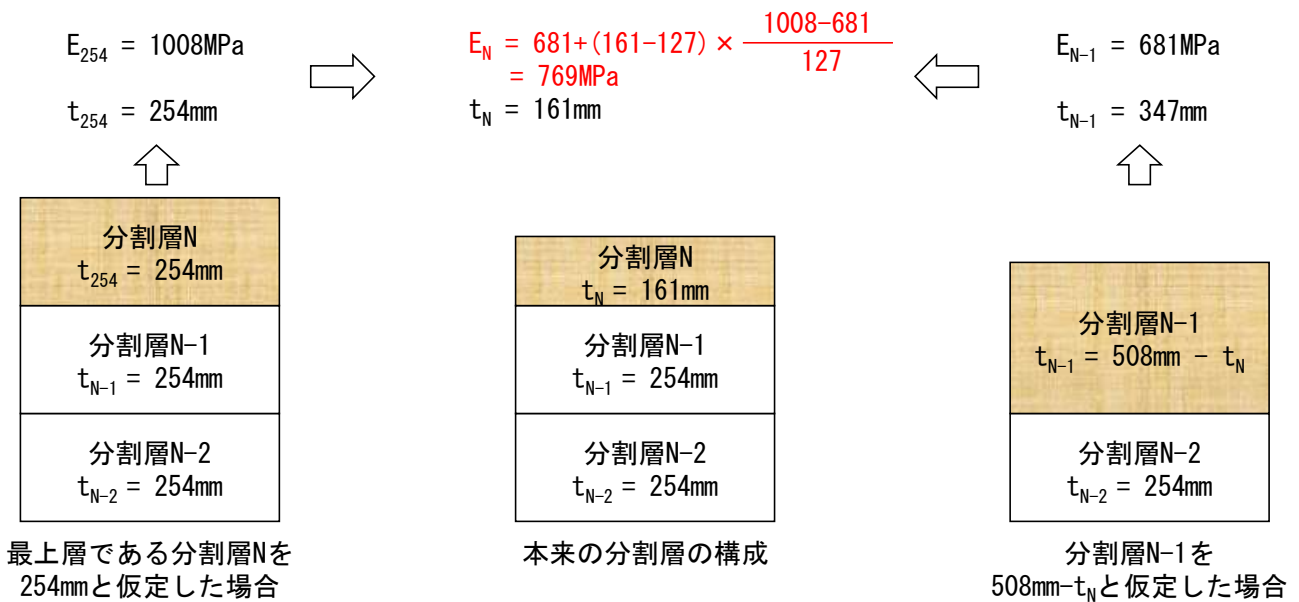 E254 = 1008MPa
t254 = 254mm
EN = 681+(161-127) × 1008-681
127
= 769MPa
tN = 161mm
EN-1 = 681MPa
tN-1 = 347mm
分割層N
t254 = 254mm
分割層N-1
tN-1 = 254mm
分割層N-2
tN-2 = 254mm
最上層である分割層Nを
254㎜と仮定した場合
分割層N
tN = 161mm
分割層N-1
tN-1 = 254mm
分割層N-2
tN-2 = 254mm
本来の分割層の構成
分割層N-1
tN-1 = 508mm - tN
分割層N-2
tN-2 = 254mm
分割層N-1を
508㎜-tNと仮定した場合